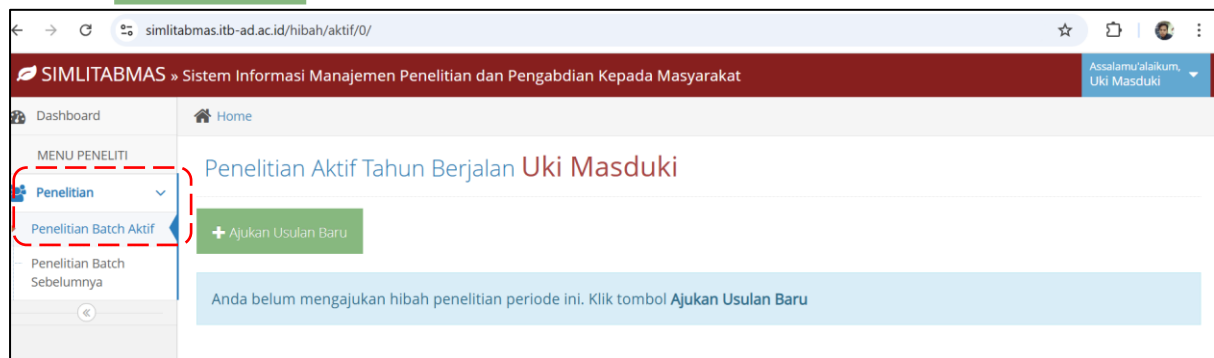 simlitabmas.itb-ad.ac.id/hibah/aktif/0/
SIMLITABMAS » Sistem Informasi Manajemen Penelitian dan Pengabdian Kepada Masyarakat
Assalamu'alaikum,
Uki Masduki
Dashboard
Home
MENU PENELITI
Penelitian
Penelitian Batch Aktif
Penelitian Batch
Sebelumnya
Penelitian Aktif Tahun Berjalan Uki Masduki
Ajukan Usulan Baru
Anda belum mengajukan hibah penelitian periode ini. Klik tombol Ajukan Usulan Baru